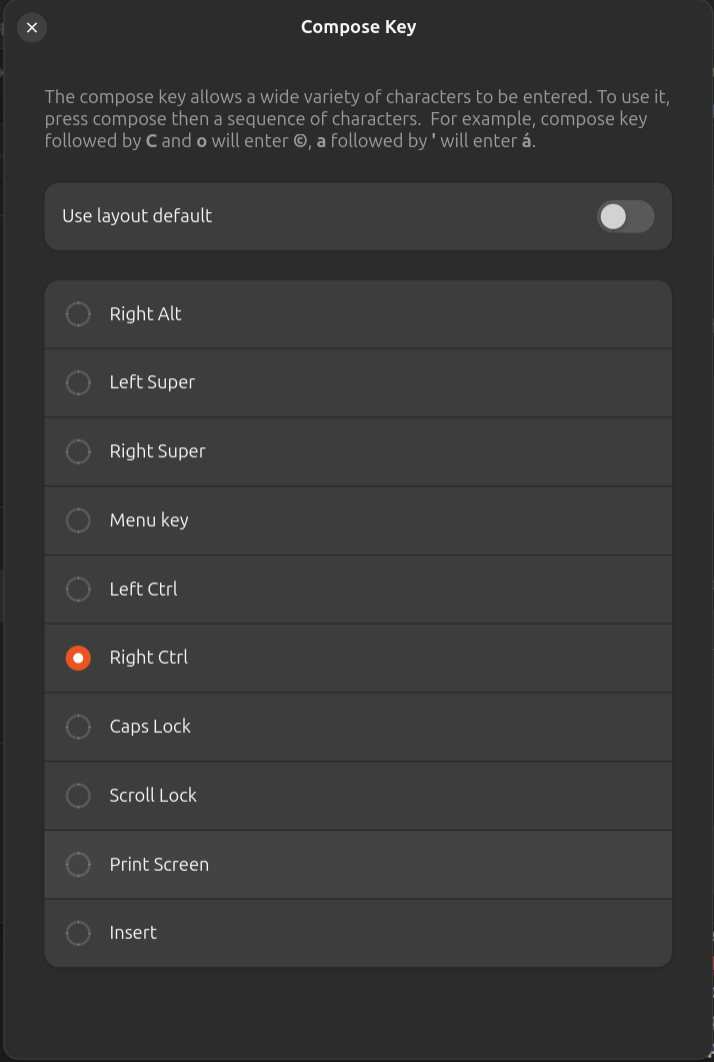 Compose Key
The compose key allows a wide variety of characters to be entered. To use it,
press compose then a sequence of characters.  For example, compose key
followed by C and o will enter ©, a followed by ' will enter á.
Use layout default
Right Alt
Left Super
Right Super
Menu key
Left Ctrl
Right Ctrl
Caps Lock
Scroll Lock
Print Screen
Insert